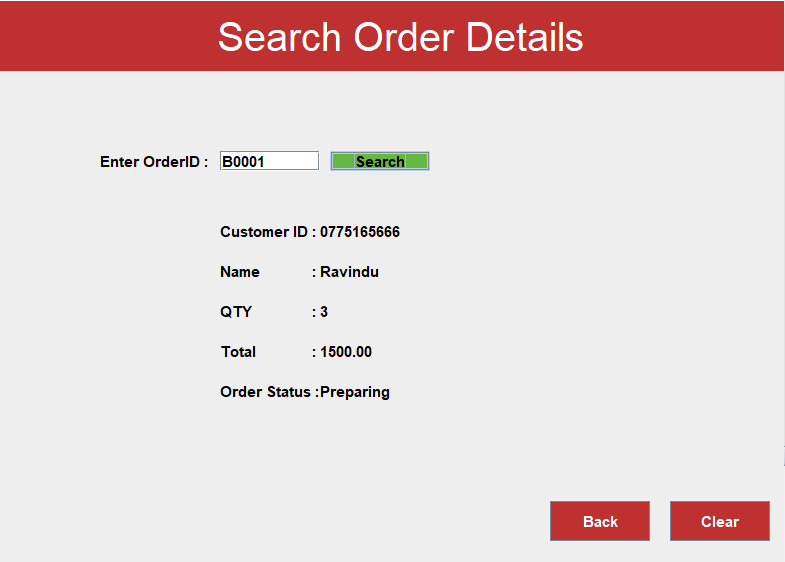 Search Order Details
Enter OrderID : B0001 Search
Customer ID : 0775165666
Name : Ravindu
QTY : 3
Total : 1500.00
Order Status :Preparing
Back Clear